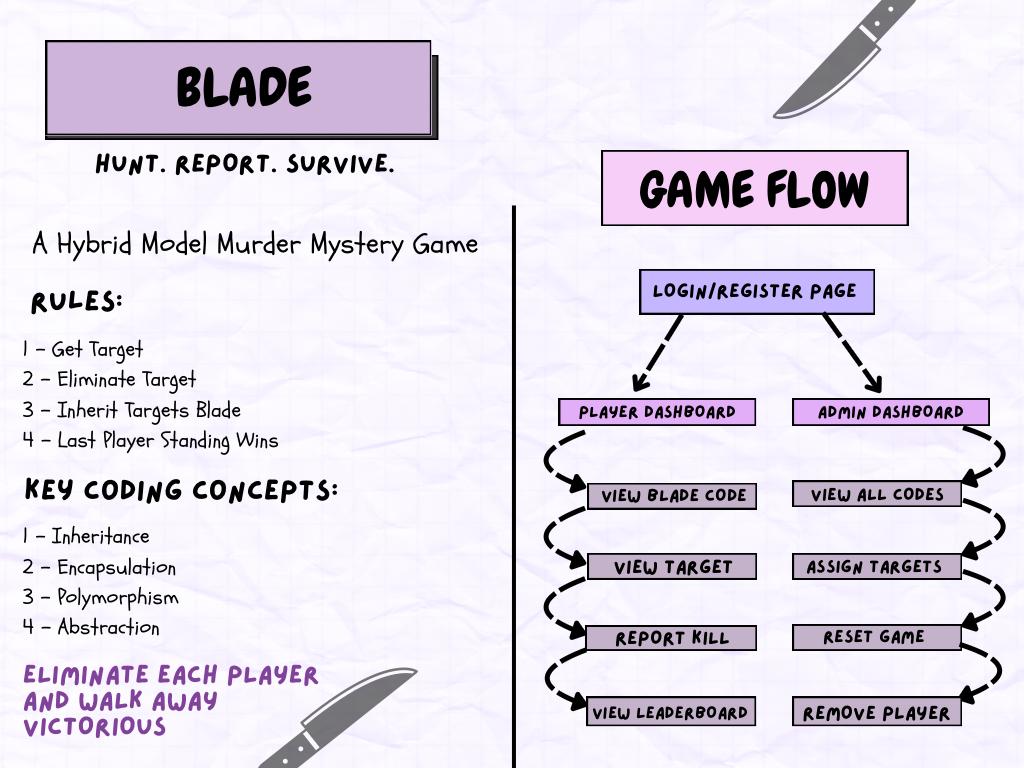 BLADE
HUNT. REPORT. SURVIVE.
A Hybrid Model Murder Mystery Game
RULES:
1 - Get Target
2 - Eliminate Target
3 - Inherit Targets Blade
4 - Last Player Standing Wins
KEY CODING CONCEPTS:
1 - Inheritance
2 - Encapsulation
3 - Polymorphism
4 - Abstraction
ELIMINATE EACH PLAYER
AND WALK AWAY
VICTORIOUS
GAME FLOW
LOGIN/REGISTER PAGE
PLAYER DASHBOARD
VIEW BLADE CODE
VIEW TARGET
REPORT KILL
VIEW LEADERBOARD
ADMIN DASHBOARD
VIEW ALL CODES
ASSIGN TARGETS
RESET GAME
REMOVE PLAYER